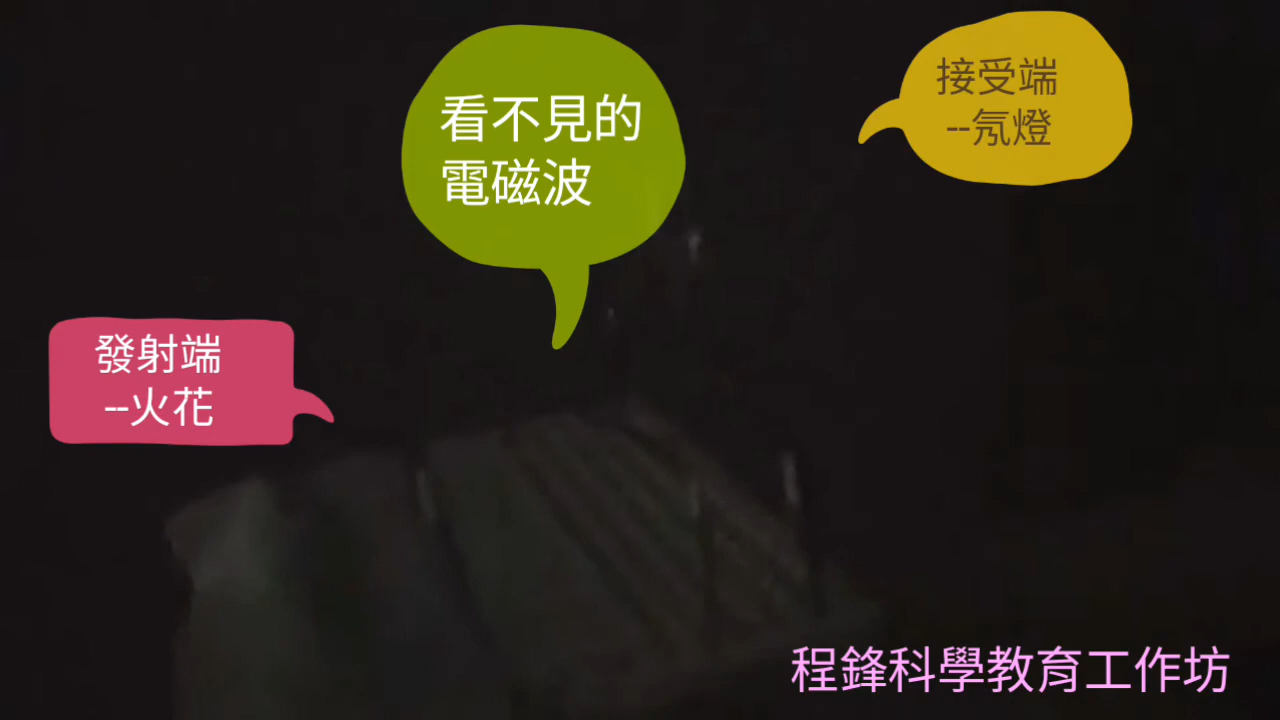 看不見的
電磁波
接受端
--氖燈
發射端
--火花
程鋒科學教育工作坊